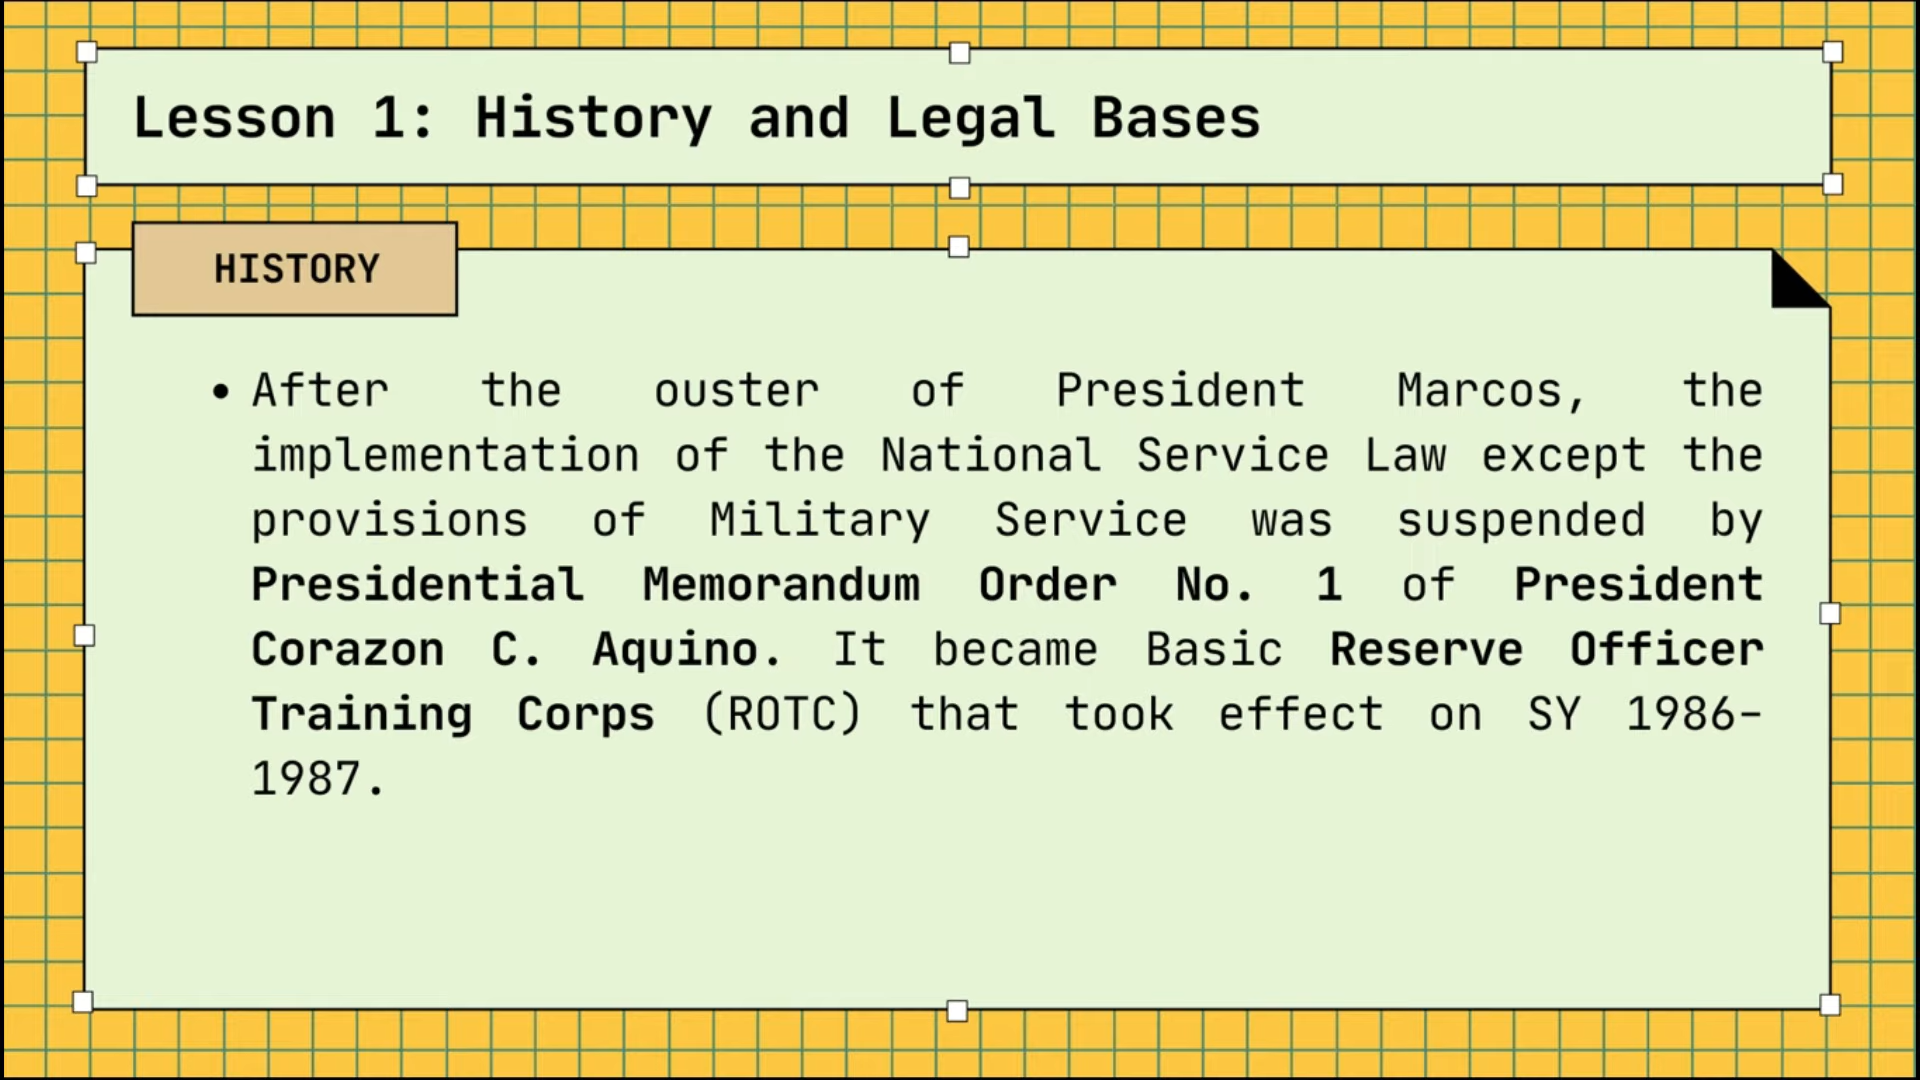 Lesson 1: History and Legal Bases
HISTORY
• After the ouster of President Marcos, the
implementation of the National Service Law except the
provisions of Military Service was suspended by
Presidential Memorandum Order No. 1 of President
Corazon C. Aquino. It became Basic Reserve Officer
Training Corps (ROTC) that took effect on SY 1986-
1987.